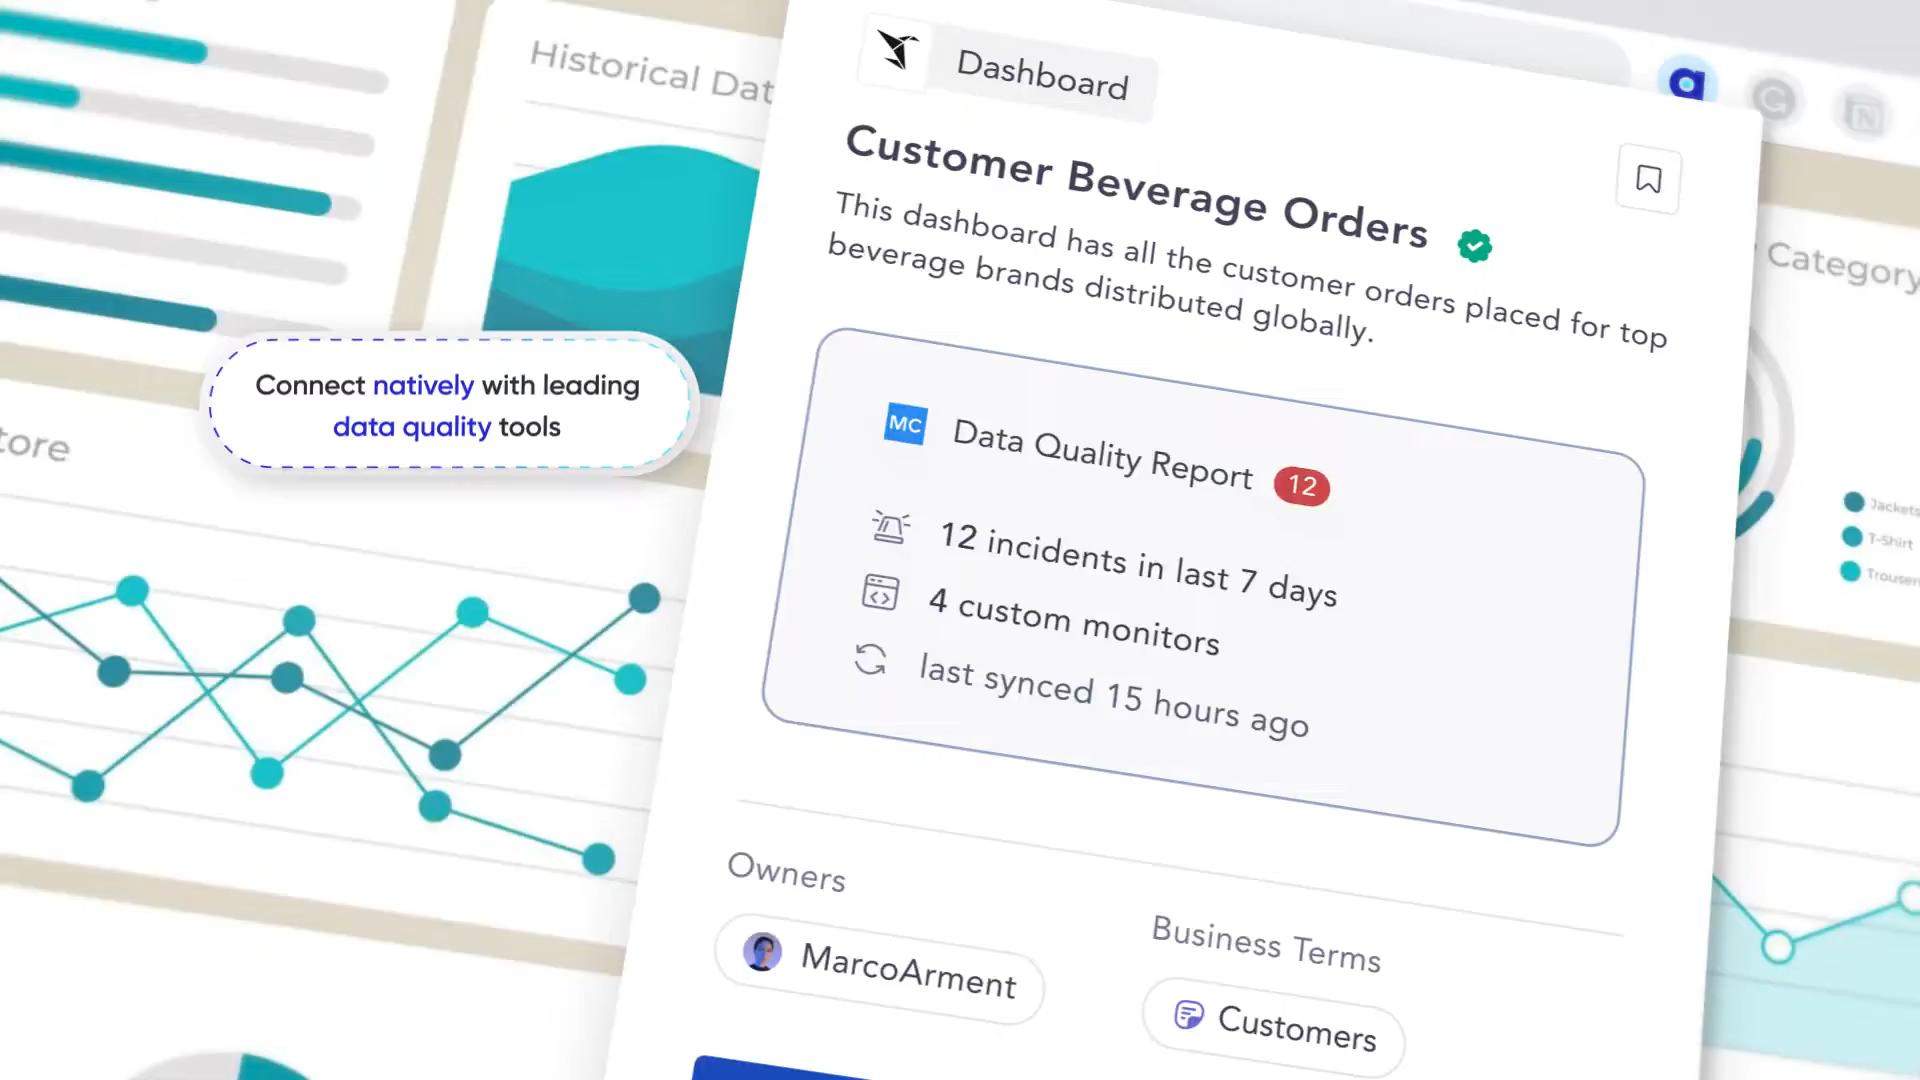 Historical Dat
Dashboard
Customer Beverage Orders
This dashboard has all the customer orders placed for top
beverage brands distributed globally.
Category
Connect natively with leading
data quality tools
tore
MC Data Quality Report 12
12 incidents in last 7 days
4 custom monitors
last synced 15 hours ago
Jackets
T-Shirt
Trouser
Owners
MarcoArment
Business Terms
Customers